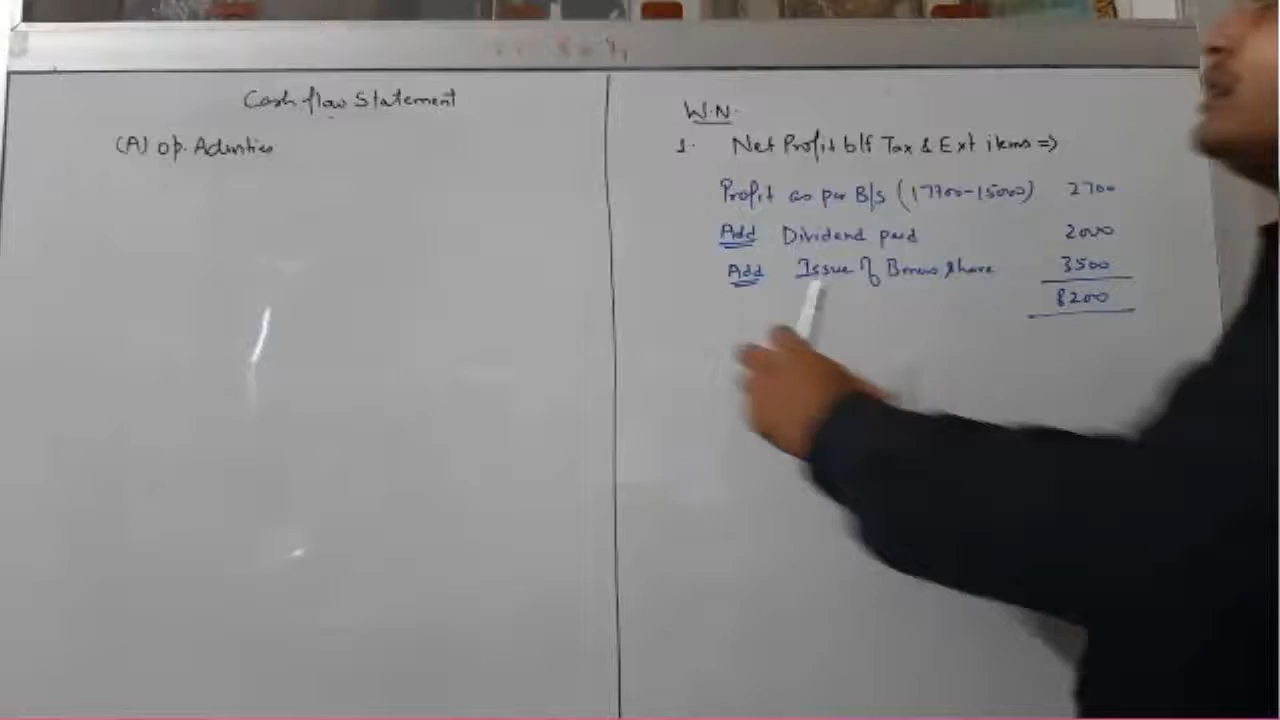 Cash flow Statement
(A) op. Activities
W.N.
1. Net Profit b/f Tax & Ext items ⇒
Profit as per B/s (17700-15000) 2700
Add Dividend paid 2000
Add Issue of Bonus share 3500
8200